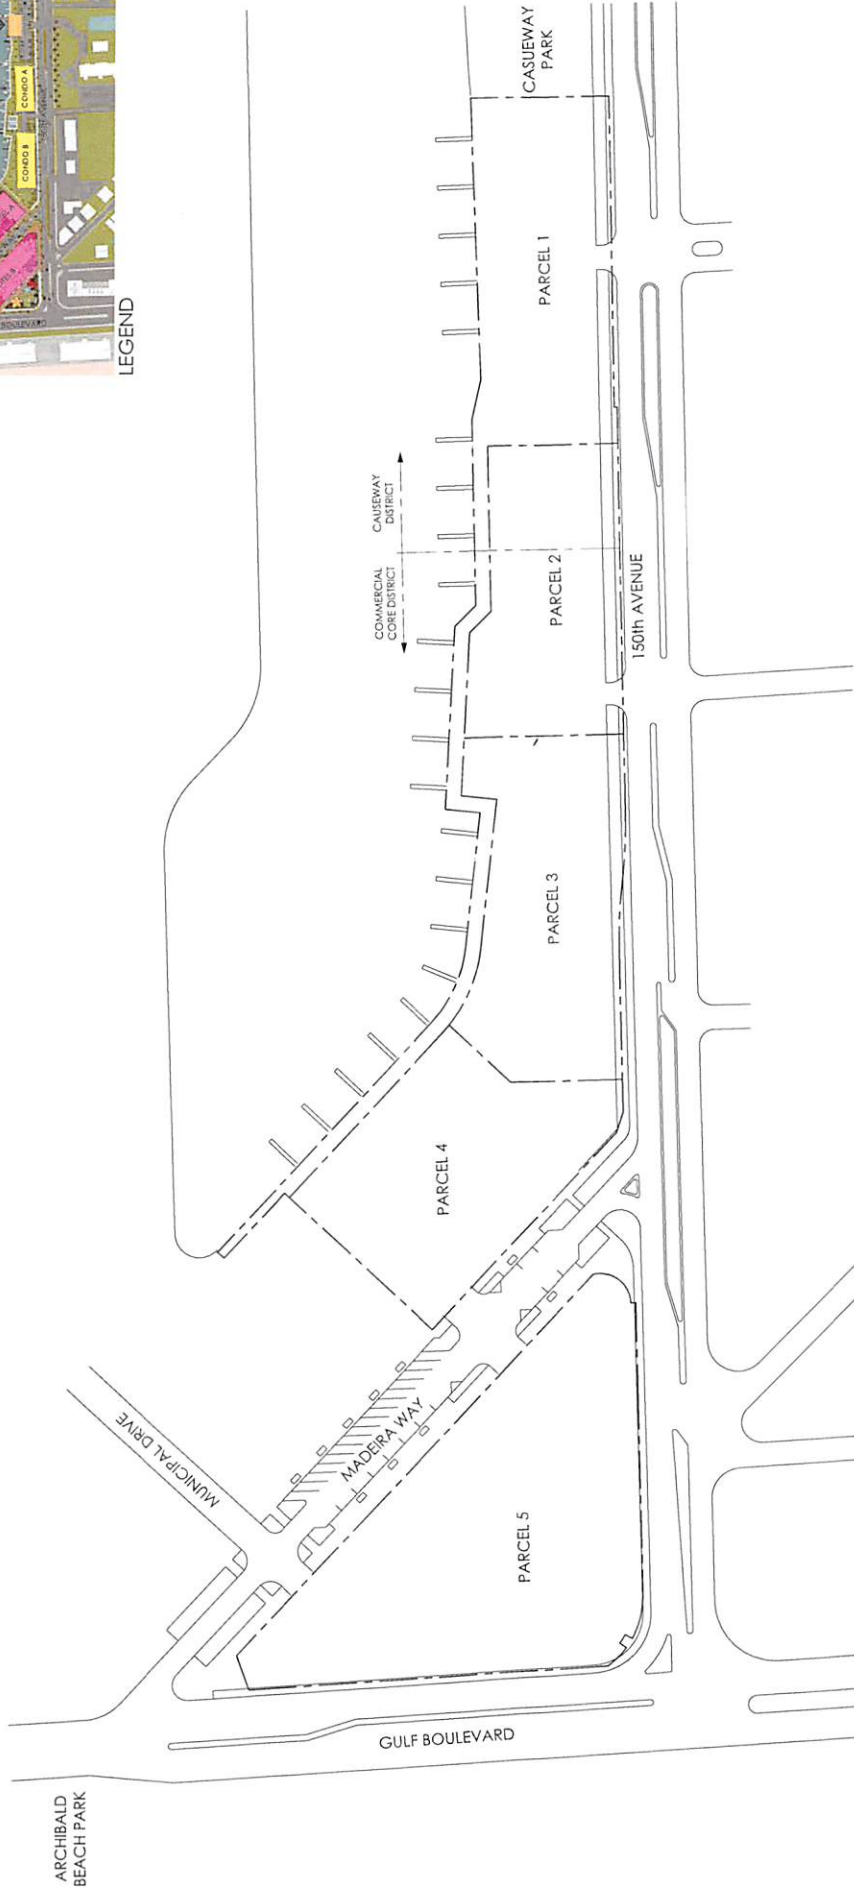 CONDO B
CONDO A
LEGEND
CASUEWAY
PARK
PARCEL 1
CAUSEWAY
DISTRICT
COMMERCIAL
CORE DISTRICT
PARCEL 2
150th AVENUE
PARCEL 3
PARCEL 4
MUNICIPAL DRIVE
MADEIRA WAY
PARCEL 5
GULF BOULEVARD
ARCHIBALD
BEACH PARK